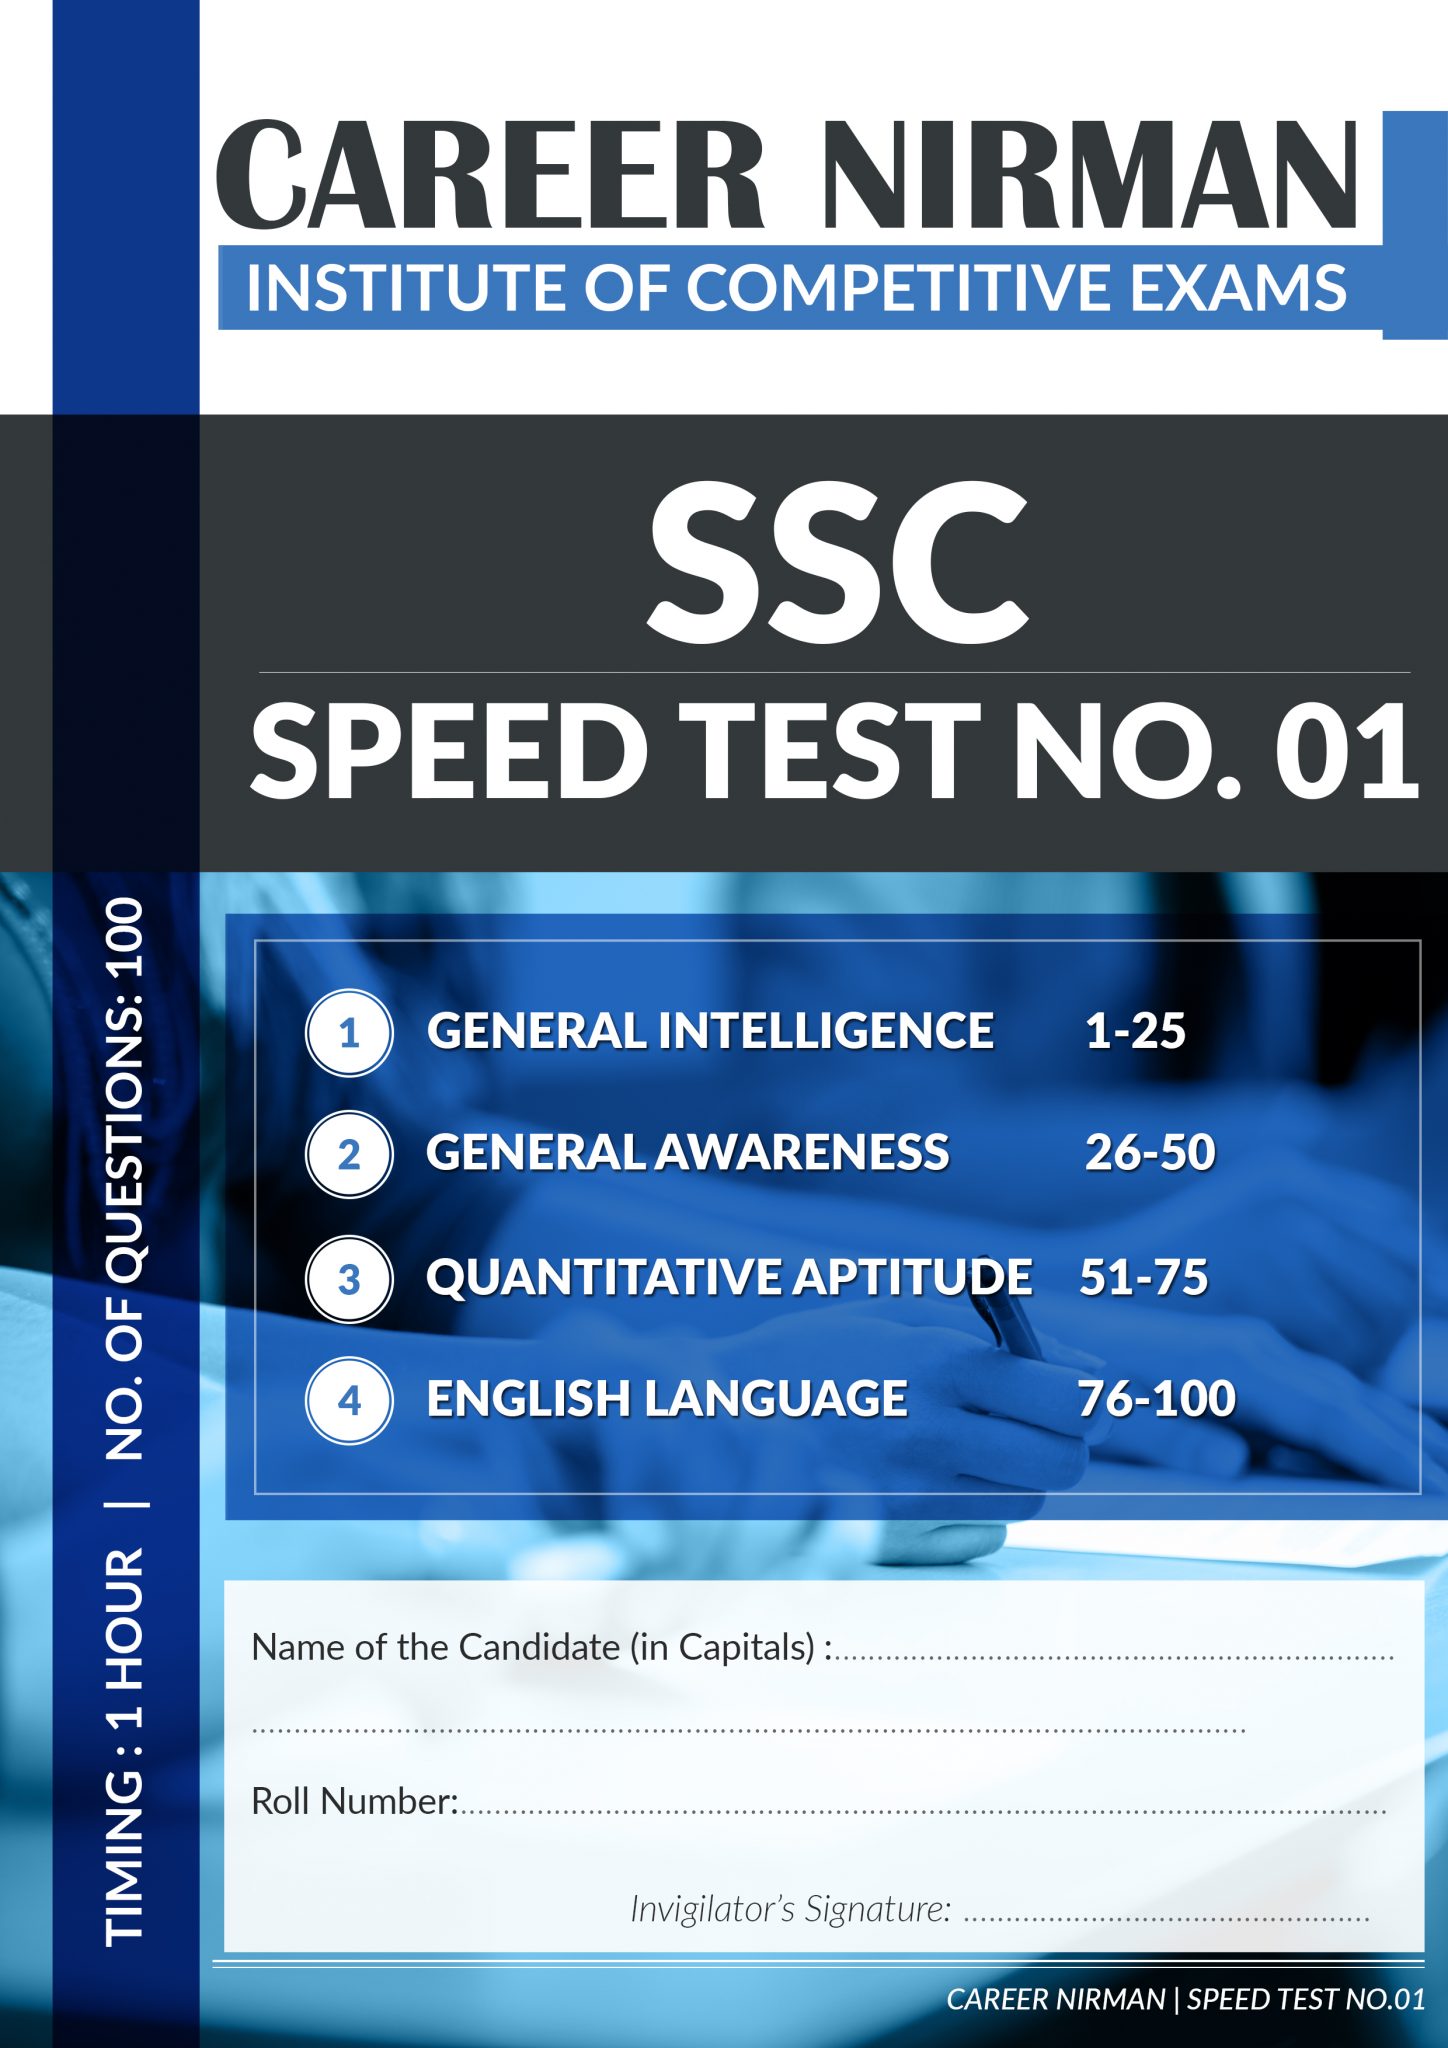 CAREER NIRMAN
INSTITUTE OF COMPETITIVE EXAMS
SSC
SPEED TEST NO. 01
TIMING : 1 HOUR | NO. OF QUESTIONS: 100
1 GENERAL INTELLIGENCE 1-25
2 GENERAL AWARENESS 26-50
3 QUANTITATIVE APTITUDE 51-75
4 ENGLISH LANGUAGE 76-100
Name of the Candidate (in Capitals) :
Roll Number:
Invigilator's Signature:
CAREER NIRMAN | SPEED TEST NO.01